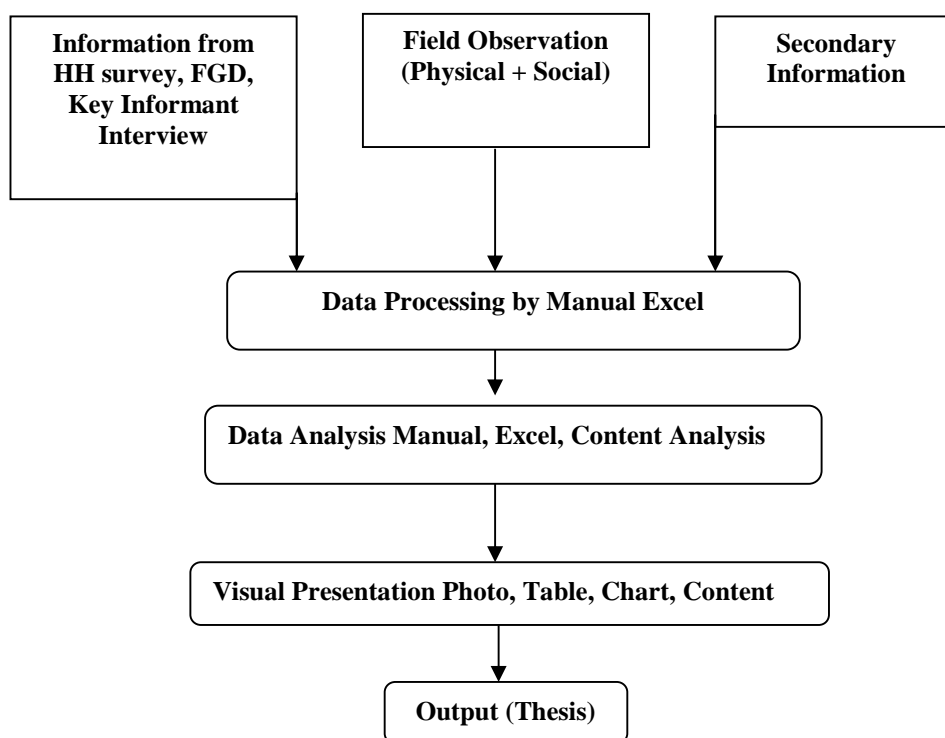 Information from
HH survey, FGD,
Key Informant
Interview
Field Observation
(Physical + Social)
Secondary
Information
Data Processing by Manual Excel
Data Analysis Manual, Excel, Content Analysis
Visual Presentation Photo, Table, Chart, Content
Output (Thesis)